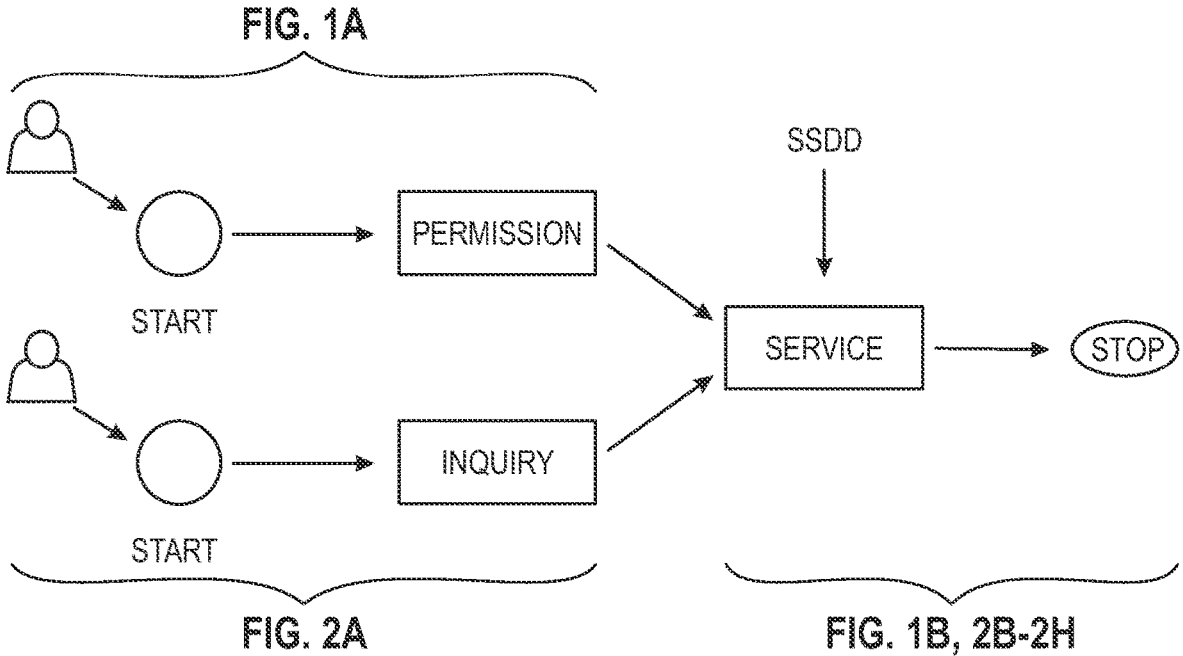 FIG. 1A
SSDD
PERMISSION
START
SERVICE
STOP
INQUIRY
START
FIG. 2A
FIG. 1B, 2B-2H